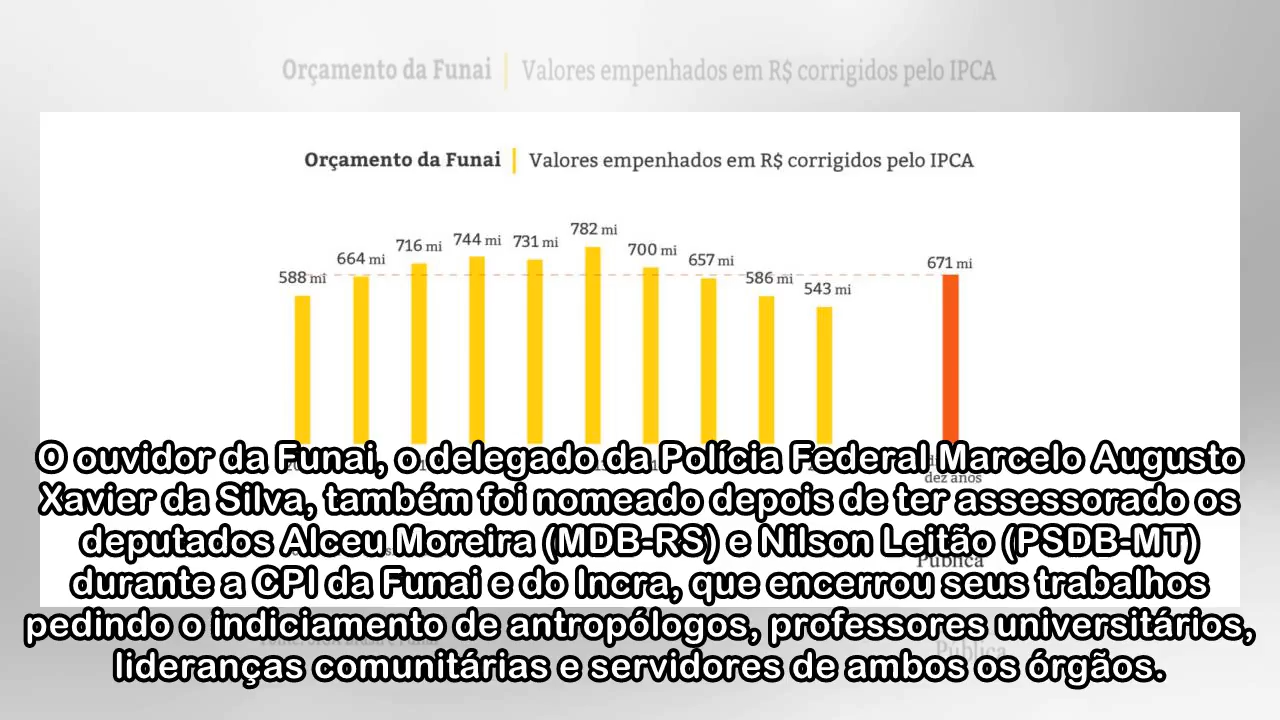 Orçamento da Funai | Valores empenhados em R$ corrigidos pelo IPCA
Orçamento da Funai | Valores empenhados em R$ corrigidos pelo IPCA
588 mi 664 mi 716 mi 744 mi 731 mi 782 mi 700 mi 657 mi 586 mi 543 mi 671 mi
O ouvidor da Funai, o delegado da Polícia Federal Marcelo Augusto
dez anos
Xavier da Silva, também foi nomeado depois de ter assessorado os
deputados Alceu Moreira (MDB-RS) e Nilson Leitão (PSDB-MT)
Pública
durante a CPI da Funai e do Incra, que encerrou seus trabalhos
pedindo o indiciamento de antropólogos, professores universitários,
Pública
lideranças comunitárias e servidores de ambos os órgãos.